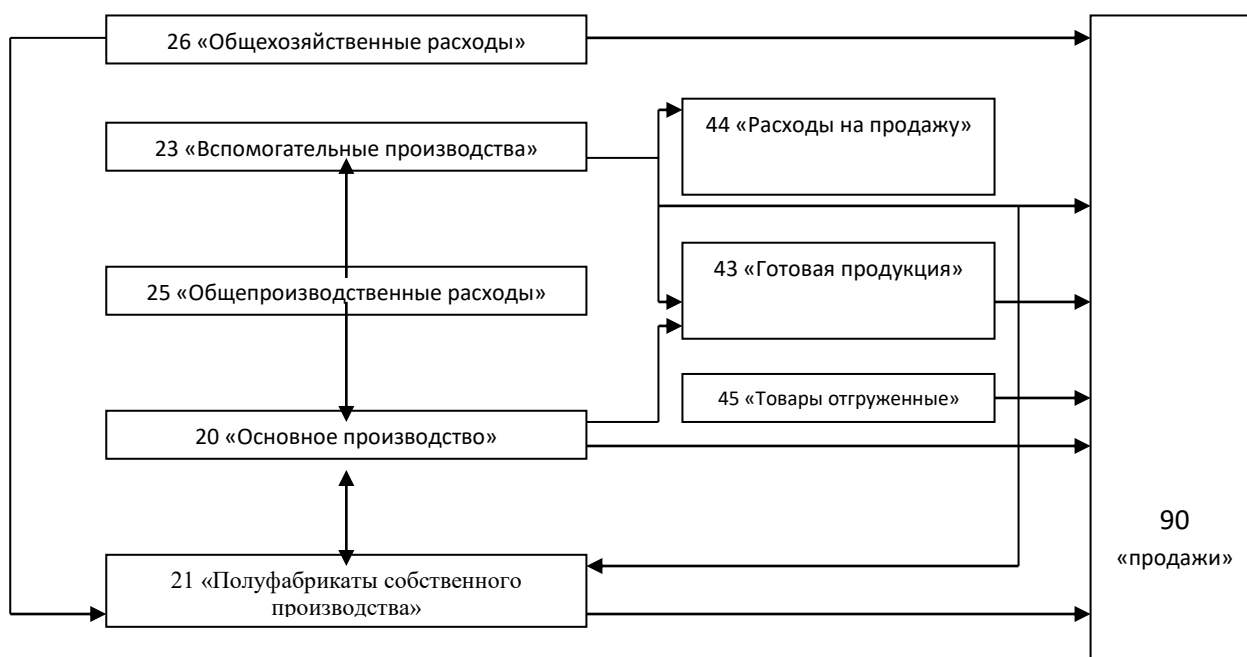 26 «Общехозяйственные расходы»
44 «Расходы на продажу»
23 «Вспомогательные производства»
43 «Готовая продукция»
25 «Общепроизводственные расходы»
45 «Товары отгруженные»
20 «Основное производство»
90
«продажи»
21 «Полуфабрикаты собственного
производства»